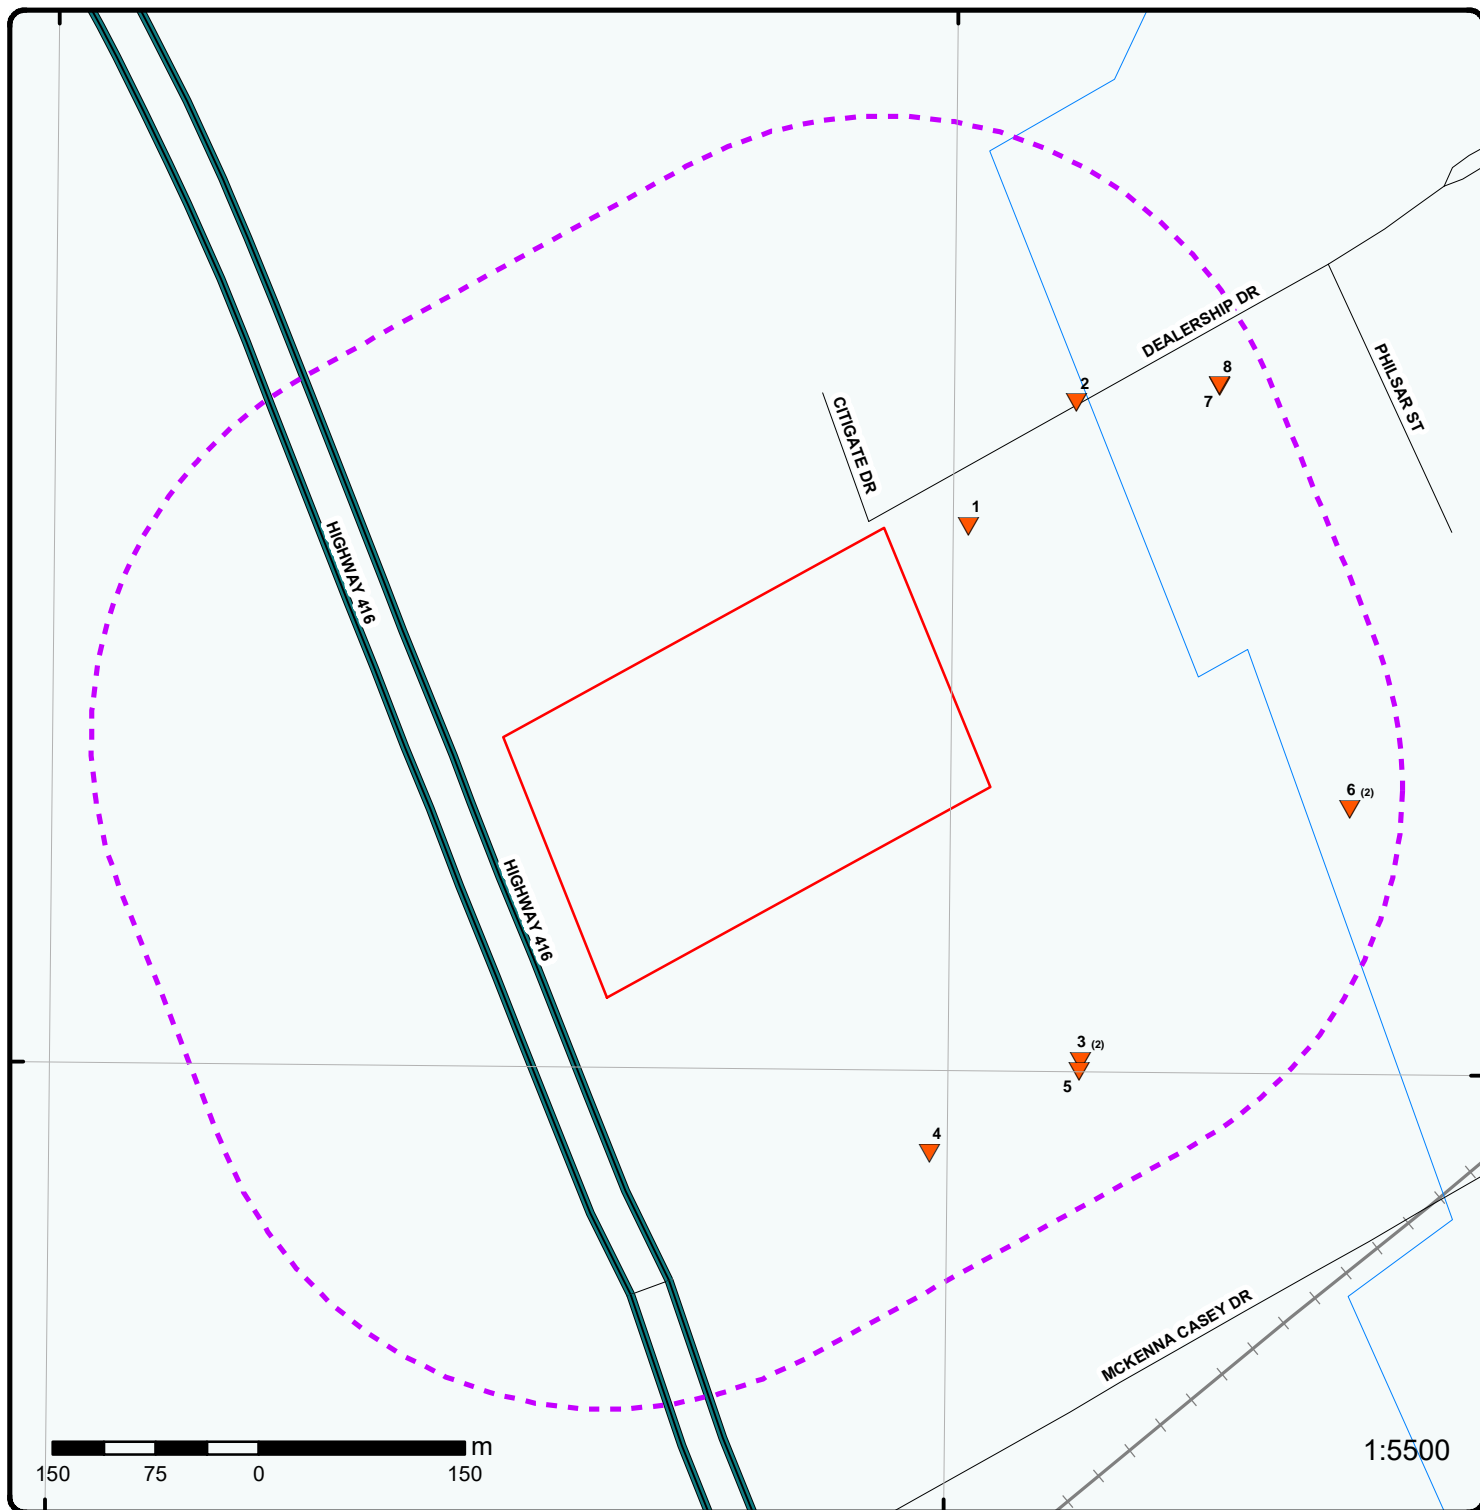 DEALERSHIP DR
PHILSAR ST
8
7
2
CITIGATE DR
1
HIGHWAY 416
6 (2)
HIGHWAY 416
3 (2)
5
4
MCKENNA CASEY DR
m
150 75 0 150
1:5500